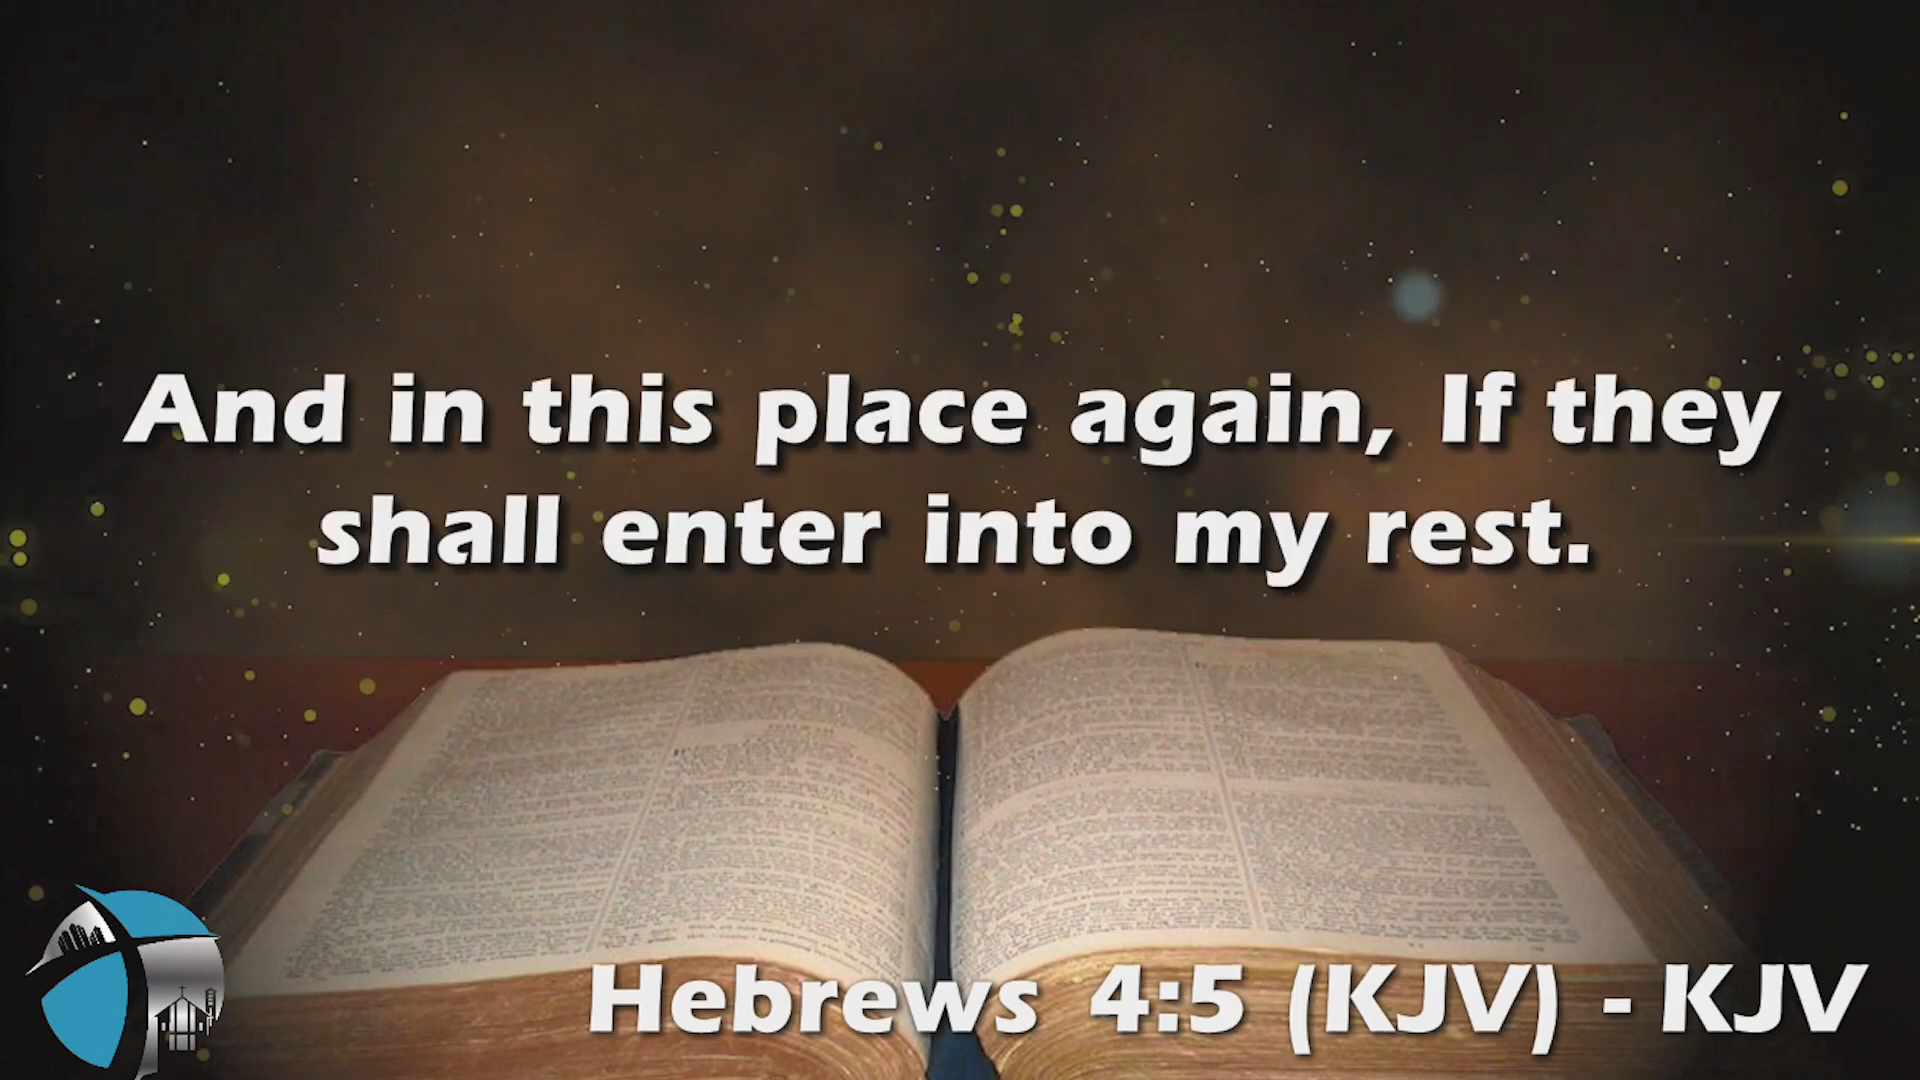 And in this place again, If they
shall enter into my rest.
Hebrews 4:5 (KJV) - KJV